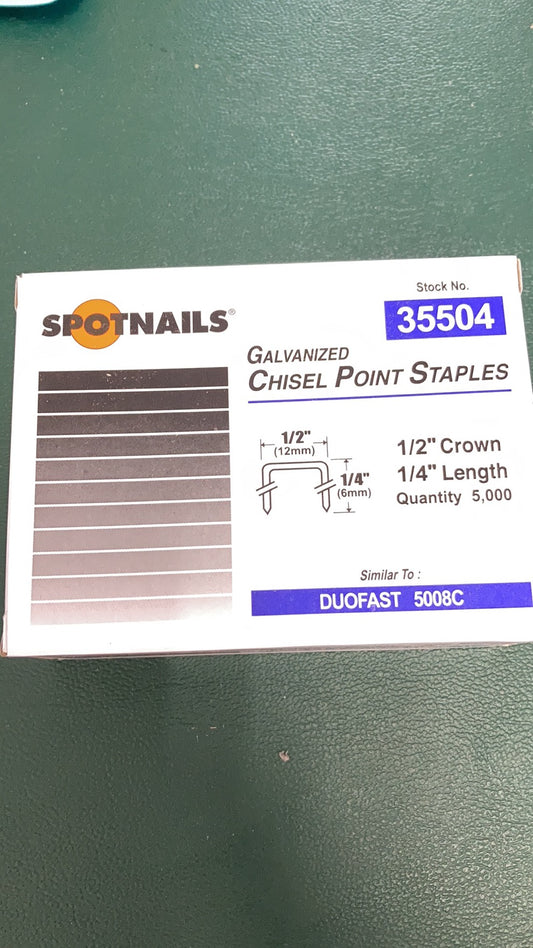 SPOTNAILS®
Stock No.
35504
GALVANIZED
CHISEL POINT STAPLES
1/2"
(12mm)
1/4"
(6mm)
1/2" Crown
1/4" Length
Quantity 5,000
Similar To :
DUOFAST 5008C